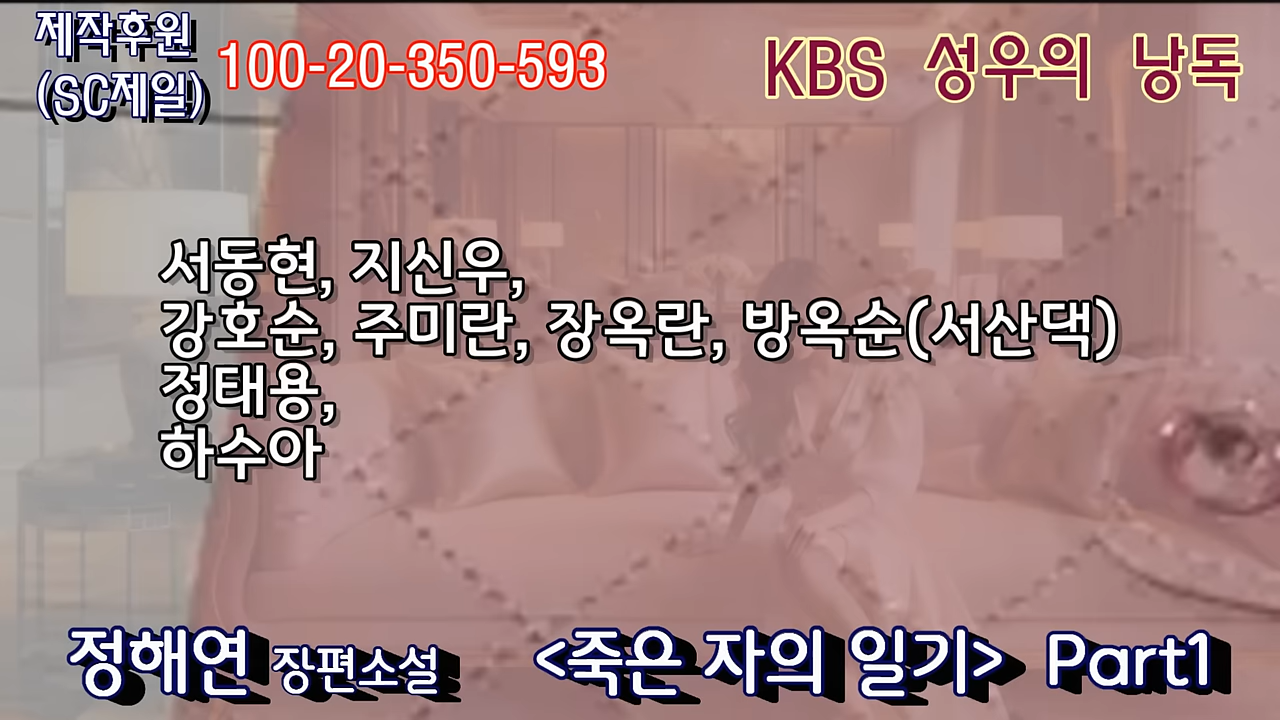 제작후원
(SC제일)
100-20-350-593
KBS 성우의 낭독
서동현, 지신우,
강호순, 주미란, 장옥란, 방옥순(서산댁)
정태용,
하수아
정해연 장편소설 <죽은 자의 일기> Part1